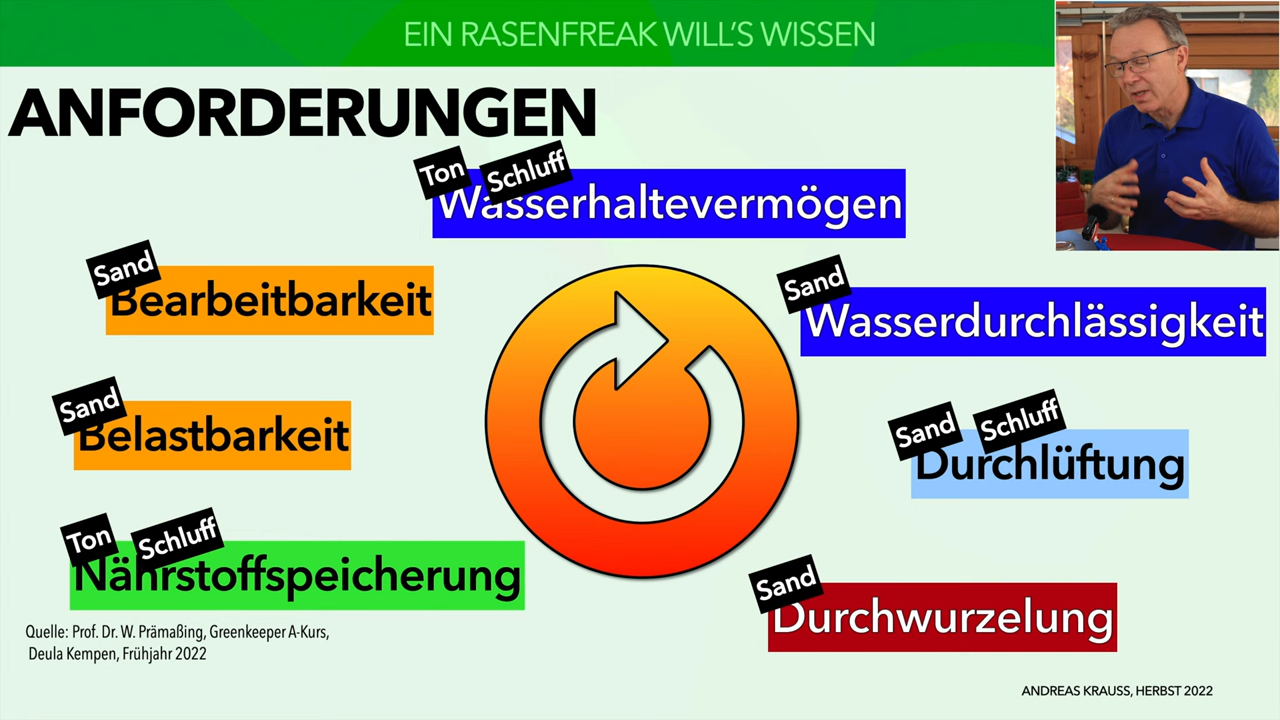 EIN RASENFREAK WILL'S WISSEN
ANFORDERUNGEN
Ton
Schluff
Wasserhaltevermögen
Sand
Bearbeitbarkeit
Sand
Wasserdurchlässigkeit
Sand
Belastbarkeit
Sand
Schluff
Durchlüftung
Ton
Schluff
Nährstoffspeicherung
Sand
Durchwurzelung
Quelle: Prof. Dr. W. Prämaßing, Greenkeeper A-Kurs,
Deula Kempen, Frühjahr 2022
ANDREAS KRAUSS, HERBST 2022